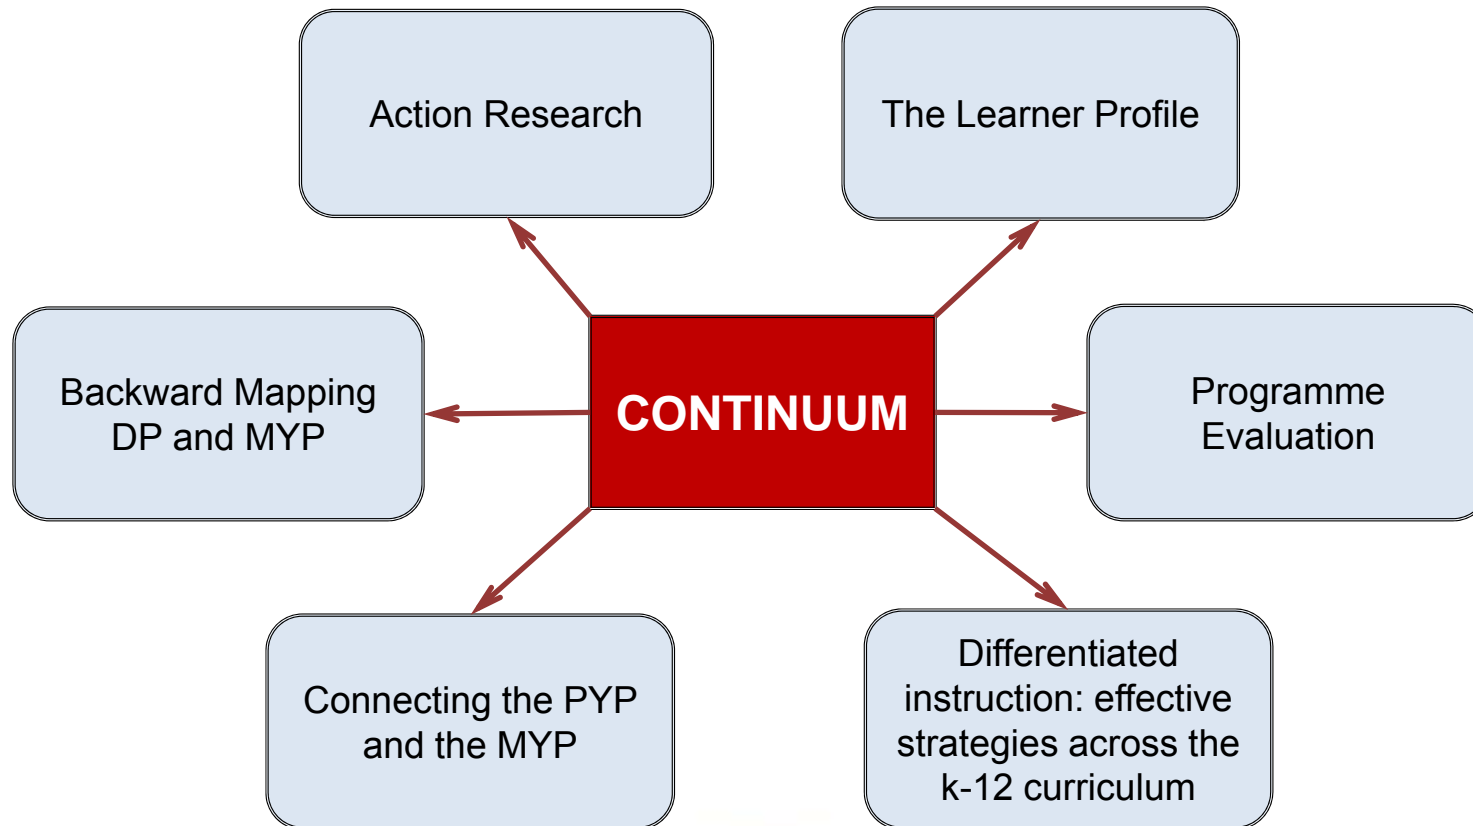 Action Research
The Learner Profile
Backward Mapping
DP and MYP
CONTINUUM
Programme
Evaluation
Connecting the PYP
and the MYP
Differentiated
instruction: effective
strategies across the
k-12 curriculum